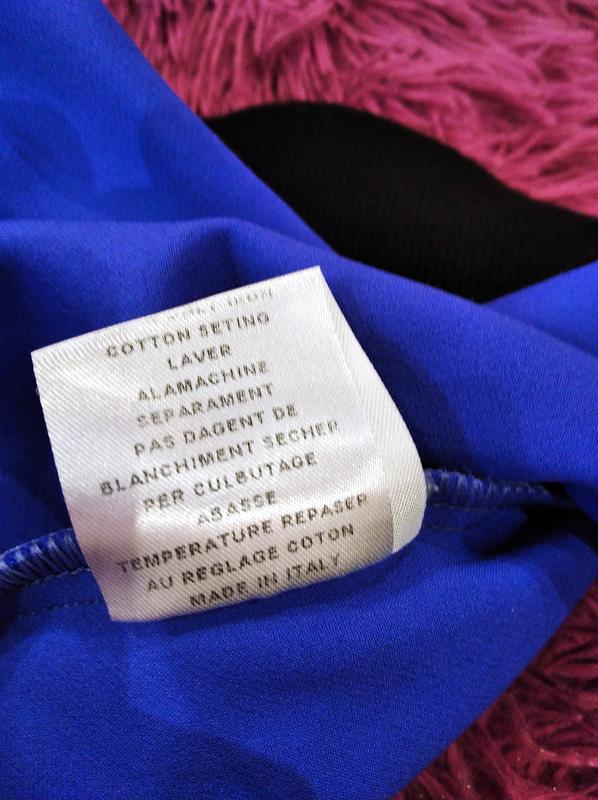 COTTON SETING
LAVER
ALAMACHINE
SEPARAMENT
PAS DAGENT DE
BLANCHIMENT SECHER
PER CULBUTAGE
ASASSE
TEMPERATURE REPASER
AU REGLAGE COTON
MADE IN ITALY